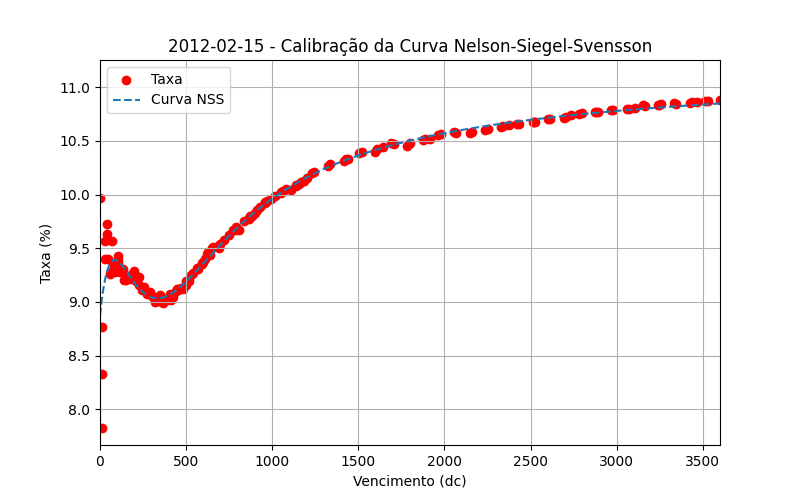 2012-02-15 - Calibração da Curva Nelson-Siegel-Svensson
Taxa
Curva NSS
11.0
10.5
10.0
9.5
9.0
8.5
8.0
Taxa (%)
0 500 1000 1500 2000 2500 3000 3500
Vencimento (dc)